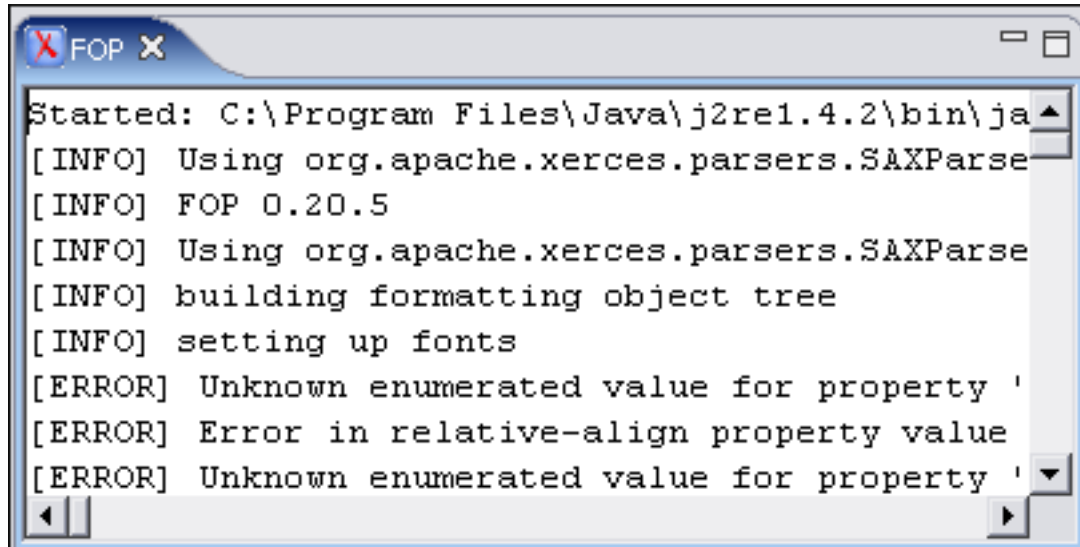 FOP
Started: C:\Program Files\Java\j2re1.4.2\bin\ja
[INFO] Using org.apache.xerces.parsers.SAXParse
[INFO] FOP 0.20.5
[INFO] Using org.apache.xerces.parsers.SAXParse
[INFO] building formatting object tree
[INFO] setting up fonts
[ERROR] Unknown enumerated value for property '
[ERROR] Error in relative-align property value
[ERROR] Unknown enumerated value for property '